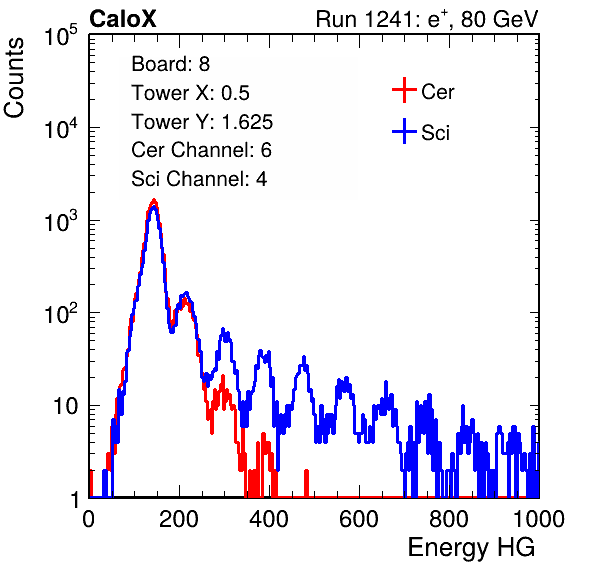 CaloX Run 1241: e⁺, 80 GeV
Counts
Board: 8
Tower X: 0.5
Tower Y: 1.625
Cer Channel: 6
Sci Channel: 4
Cer
Sci
10⁵
10⁴
10³
10²
10
1
0 200 400 600 800 1000
Energy HG